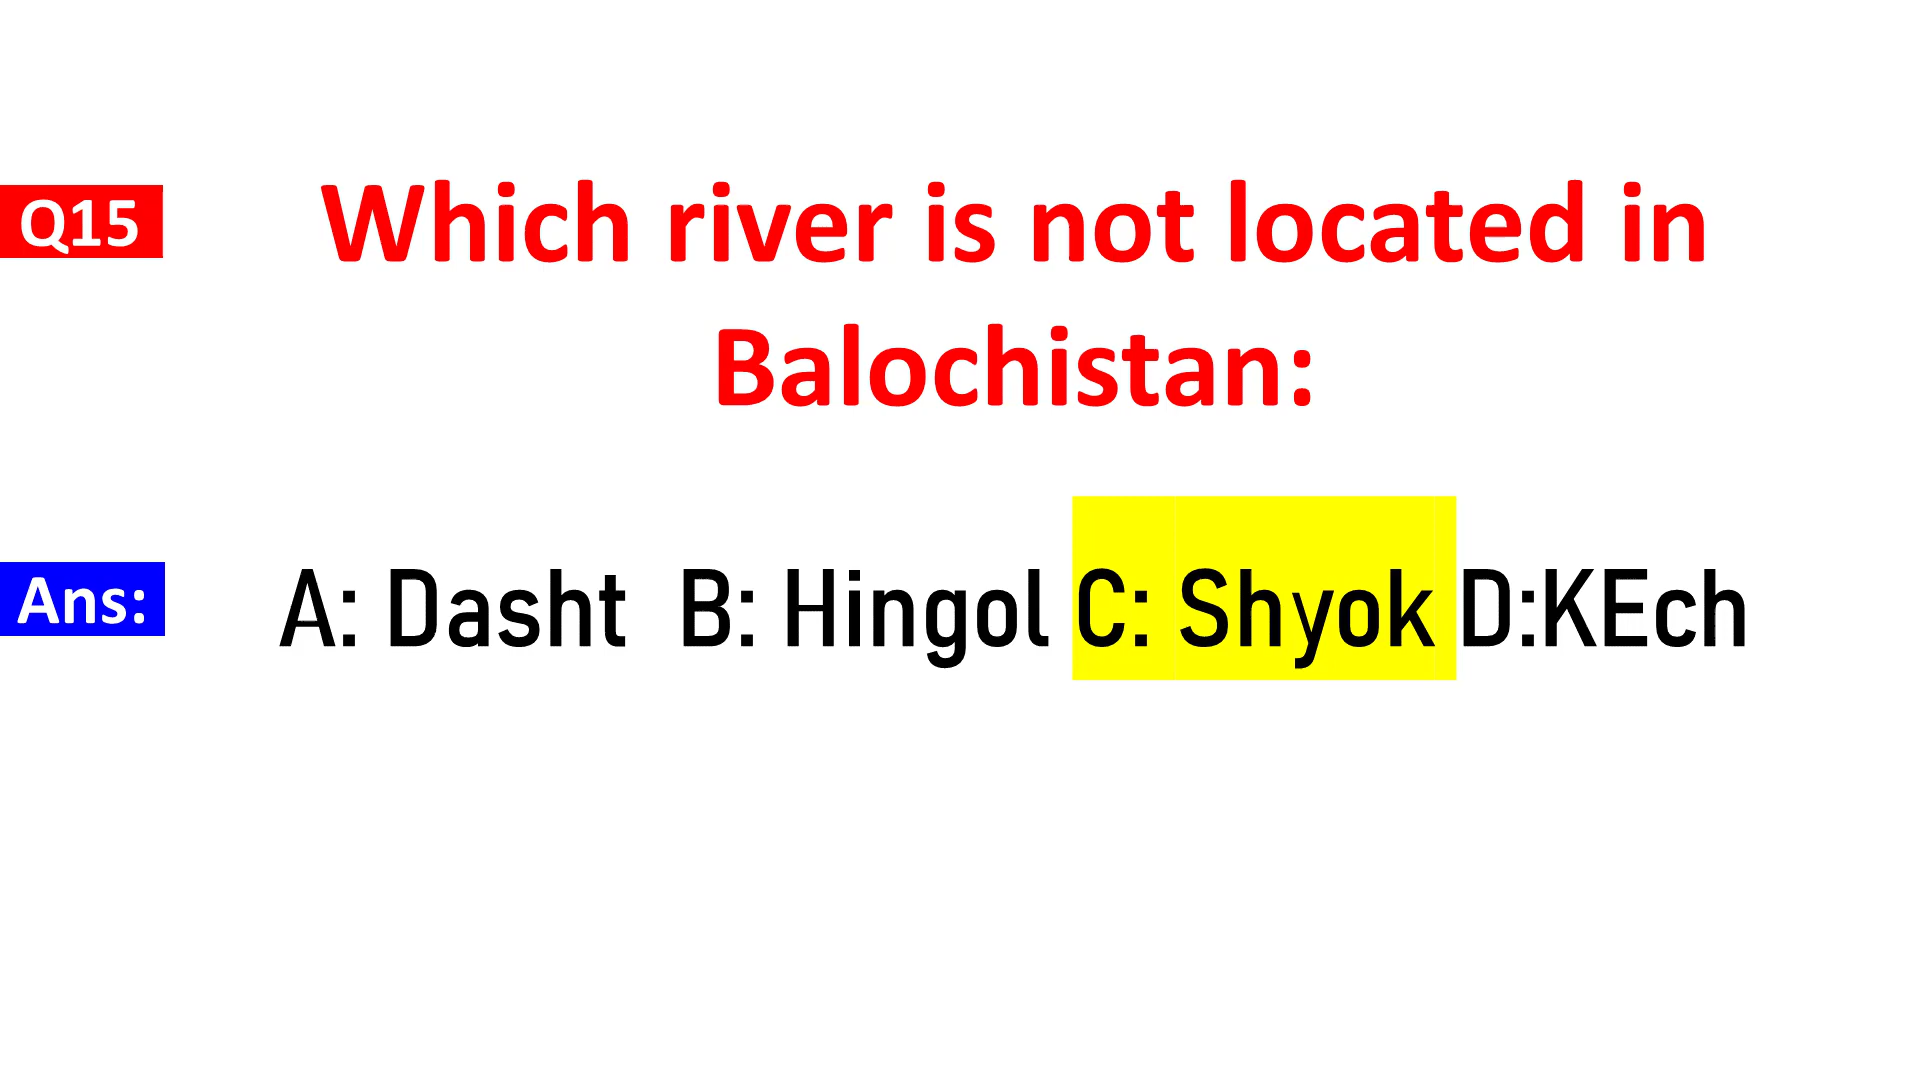 Q15
Which river is not located in
Balochistan:
Ans:
A: Dasht B: Hingol C: Shyok D:KEch